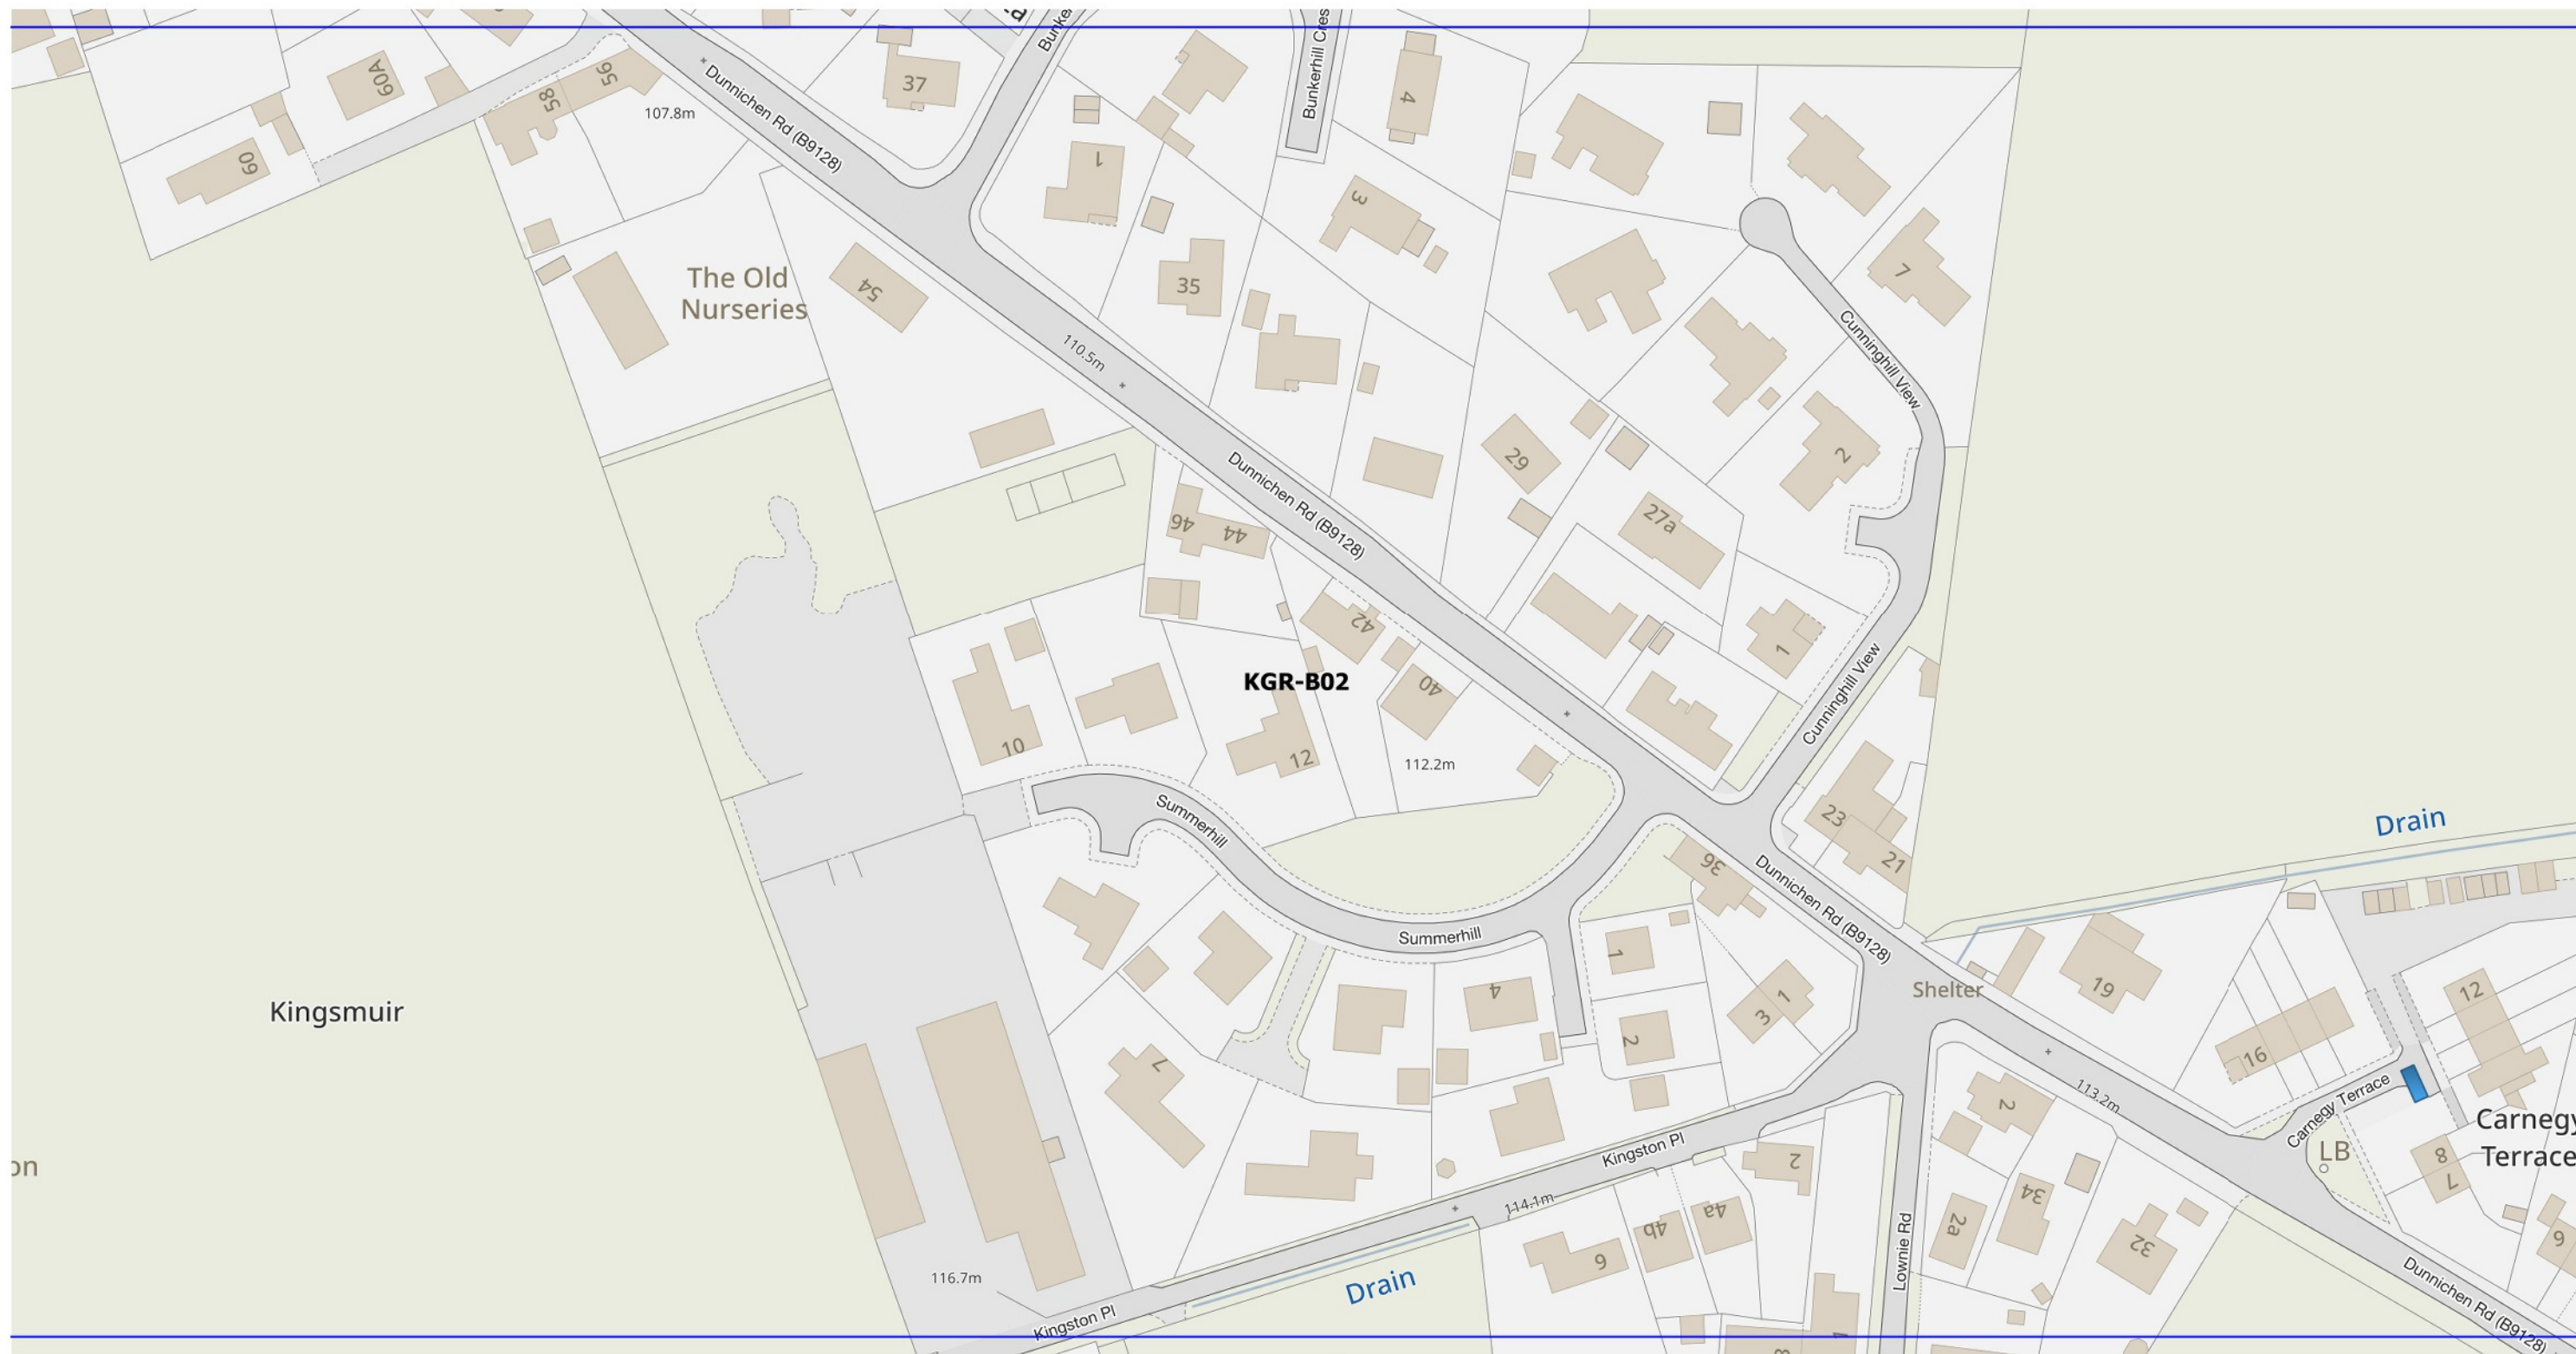 Bunke
Bunkerhill Cres
60A
56
58
37
4
107.8m
Dunnichen Rd (B9128)
60
1
3
The Old
Nurseries
54
35
7
110.5m
Cunninghill View
29
2
Dunnichen Rd (B9128)
27a
46
44
42
1
KGR-B02
40
Cunninghill View
10
12
112.2m
Summerhill
23
21
Drain
36
Dunnichen Rd (B9128)
Summerhill
1
4
1
3
Shelter
19
12
Kingsmuir
2
16
7
113.2m
Carnegy Terrace
2
Carnegy
Terrace
LB
8
7
on
Kingston Pl
2
114.1m
34
4a
4b
2a
32
6
6
Lownie Rd
116.7m
Drain
Kingston Pl
Dunnichen Rd (B9128)